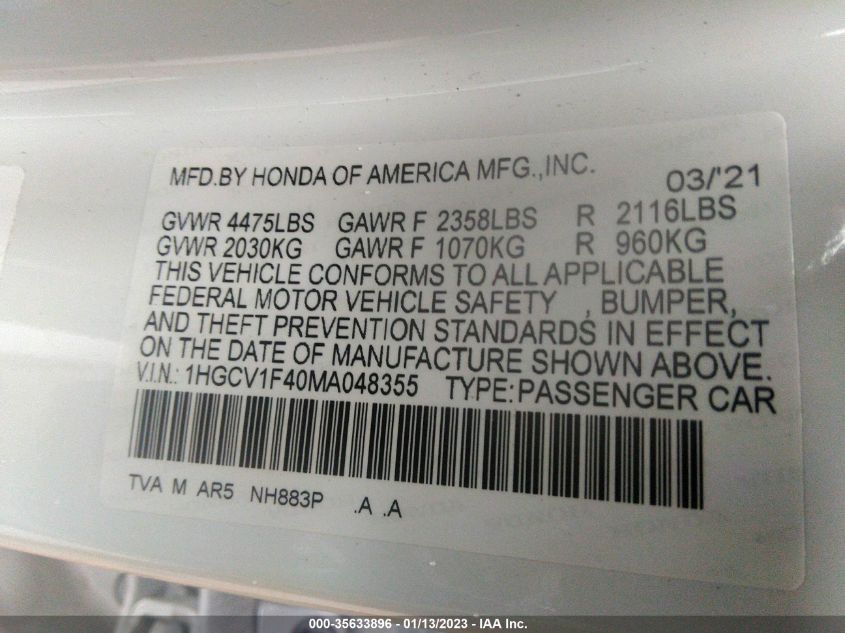 MFD.BY HONDA OF AMERICA MFG.,INC. 03/'21
GVWR 4475LBS GAWR F 2358LBS R 2116LBS
GVWR 2030KG GAWR F 1070KG R 960KG
THIS VEHICLE CONFORMS TO ALL APPLICABLE
FEDERAL MOTOR VEHICLE SAFETY , BUMPER,
AND THEFT PREVENTION STANDARDS IN EFFECT
ON THE DATE OF MANUFACTURE SHOWN ABOVE.
V.I.N.: 1HGCV1F40MA048355 TYPE:PASSENGER CAR
TVA M AR5 NH883P .A .A
000-35633896 - 01/13/2023 - IAA Inc.